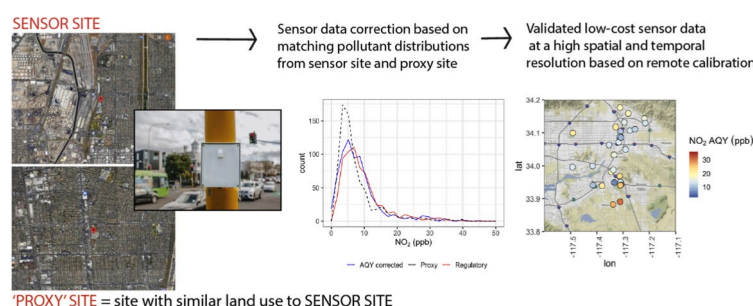 SENSOR SITE
Sensor data correction based on
matching pollutant distributions
from sensor site and proxy site
Validated low-cost sensor data
at a high spatial and temporal
resolution based on remote calibration
count
150
100
50
0
0
10
20
30
40
50
NO₂ (ppb)
AQY corrected
Proxy
Regulatory
lat
34.2
34.1
34.0
33.9
33.8
-117.5
-117.4
-117.3
-117.2
-117.1
lon
NO₂ AQY (ppb)
30
20
10
'PROXY' SITE = site with similar land use to SENSOR SITE